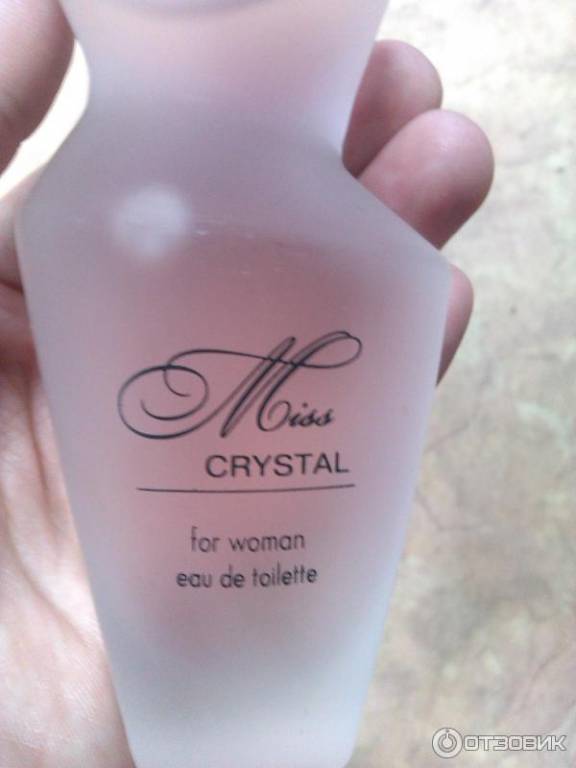 Miss
CRYSTAL
for woman
eau de toilette
ОТЗОВИК